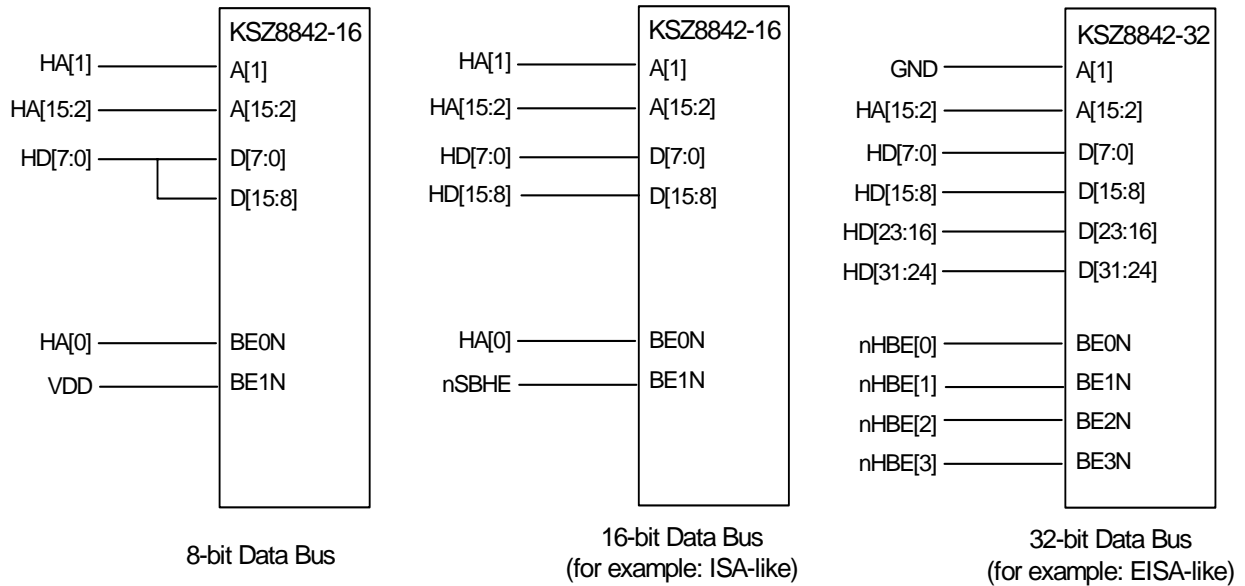 KSZ8842-16
HA[1]
A[1]
HA[15:2]
A[15:2]
HD[7:0]
D[7:0]
D[15:8]
HA[0]
BE0N
VDD
BE1N
8-bit Data Bus
KSZ8842-16
HA[1]
A[1]
HA[15:2]
A[15:2]
HD[7:0]
D[7:0]
HD[15:8]
D[15:8]
HA[0]
BE0N
nSBHE
BE1N
16-bit Data Bus
(for example: ISA-like)
KSZ8842-32
GND
A[1]
HA[15:2]
A[15:2]
HD[7:0]
D[7:0]
HD[15:8]
D[15:8]
HD[23:16]
D[23:16]
HD[31:24]
D[31:24]
nHBE[0]
BE0N
nHBE[1]
BE1N
nHBE[2]
BE2N
nHBE[3]
BE3N
32-bit Data Bus
(for example: EISA-like)